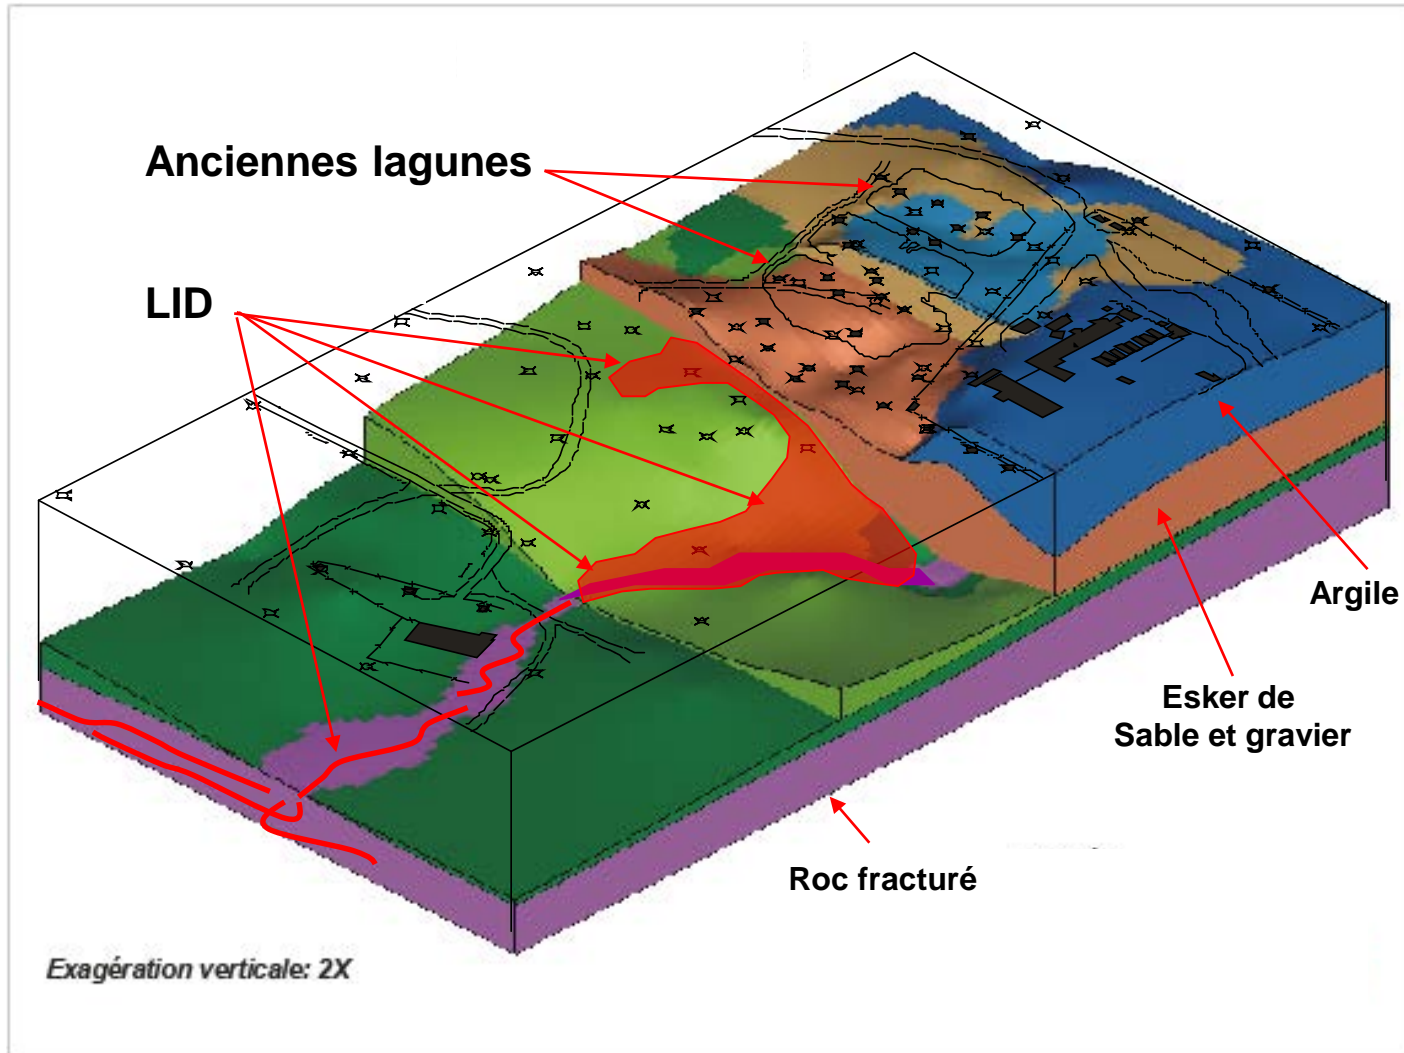 Anciennes lagunes
LID
Argile
Esker de
Sable et gravier
Roc fracturé
Exagération verticale: 2X